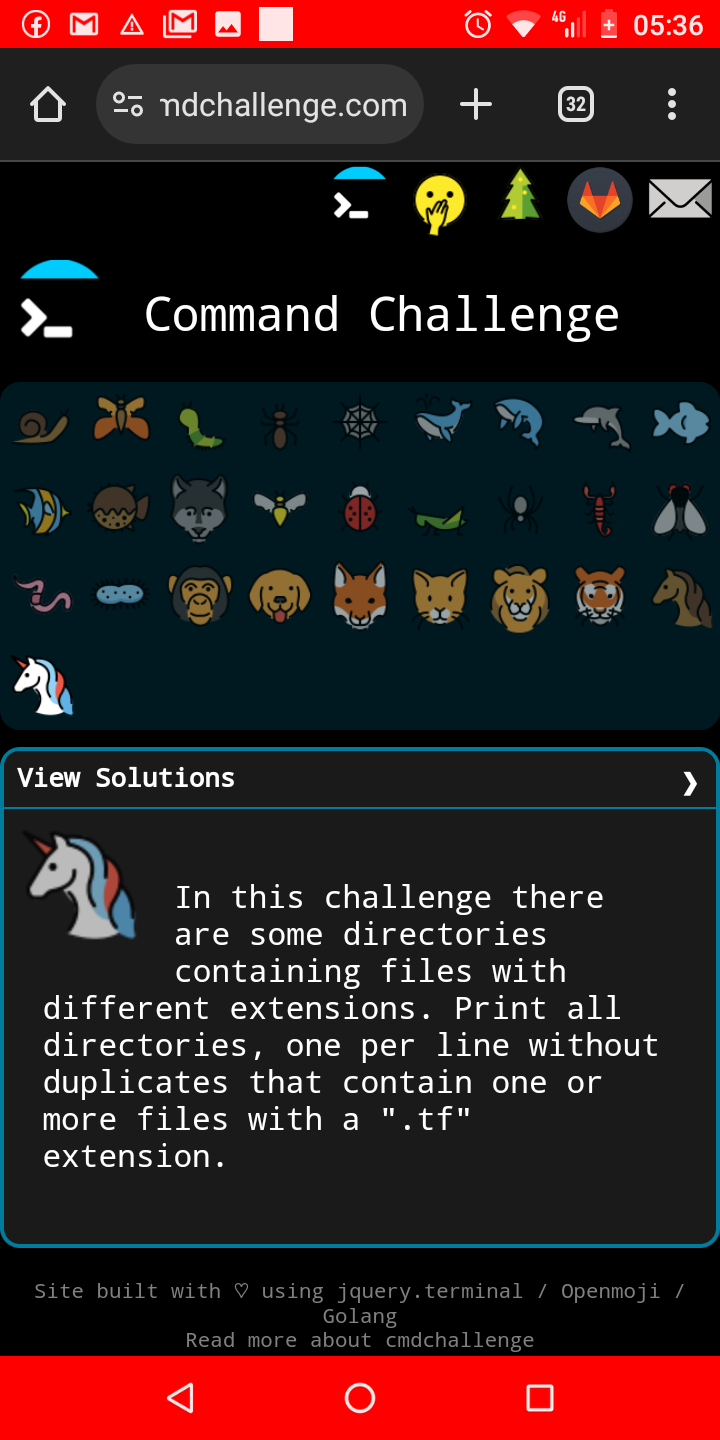 4G
05:36
mdchallenge.com
32
Command Challenge
View Solutions
In this challenge there
are some directories
containing files with
different extensions. Print all
directories, one per line without
duplicates that contain one or
more files with a ".tf"
extension.
Site built with ♡ using jquery.terminal / Openmoji /
Golang
Read more about cmdchallenge